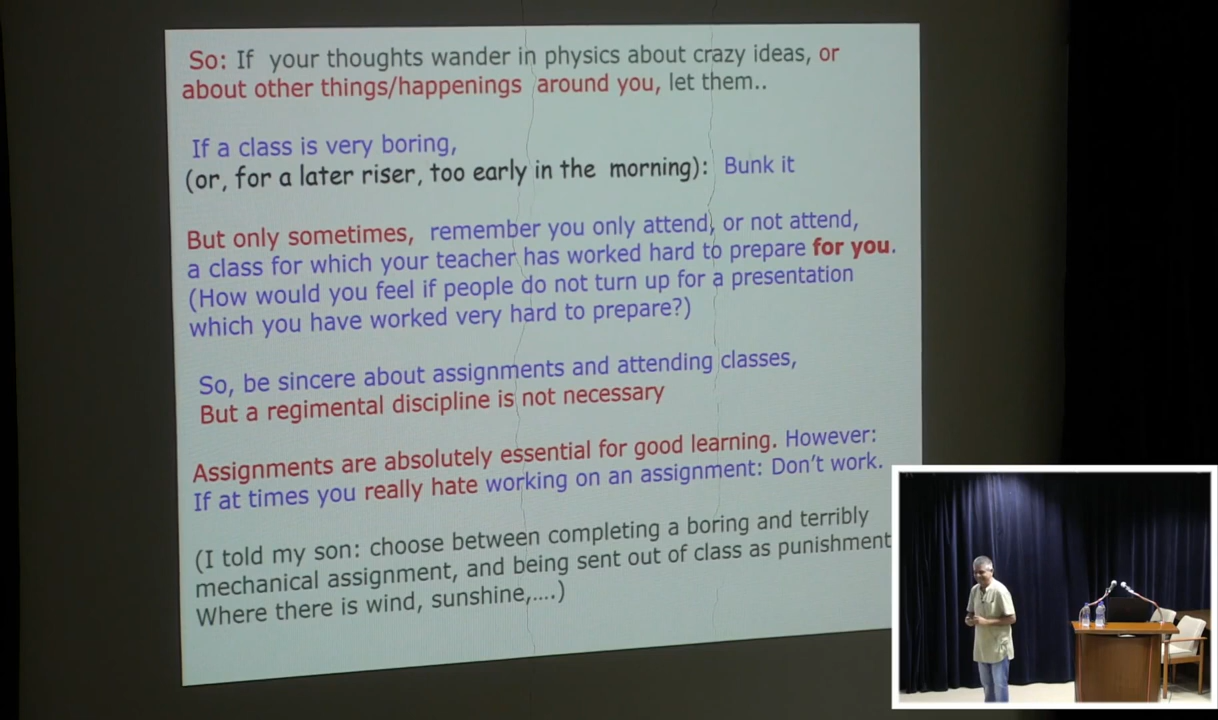 So: If your thoughts wander in physics about crazy ideas, or
about other things/happenings around you, let them..
If a class is very boring,
(or, for a later riser, too early in the morning): Bunk it
But only sometimes, remember you only attend, or not attend,
a class for which your teacher has worked hard to prepare for you.
(How would you feel if people do not turn up for a presentation
which you have worked very hard to prepare?)
So, be sincere about assignments and attending classes,
But a regimental discipline is not necessary
Assignments are absolutely essential for good learning. However:
If at times you really hate working on an assignment: Don't work.
(I told my son: choose between completing a boring and terribly
mechanical assignment, and being sent out of class as punishment
Where there is wind, sunshine,....)